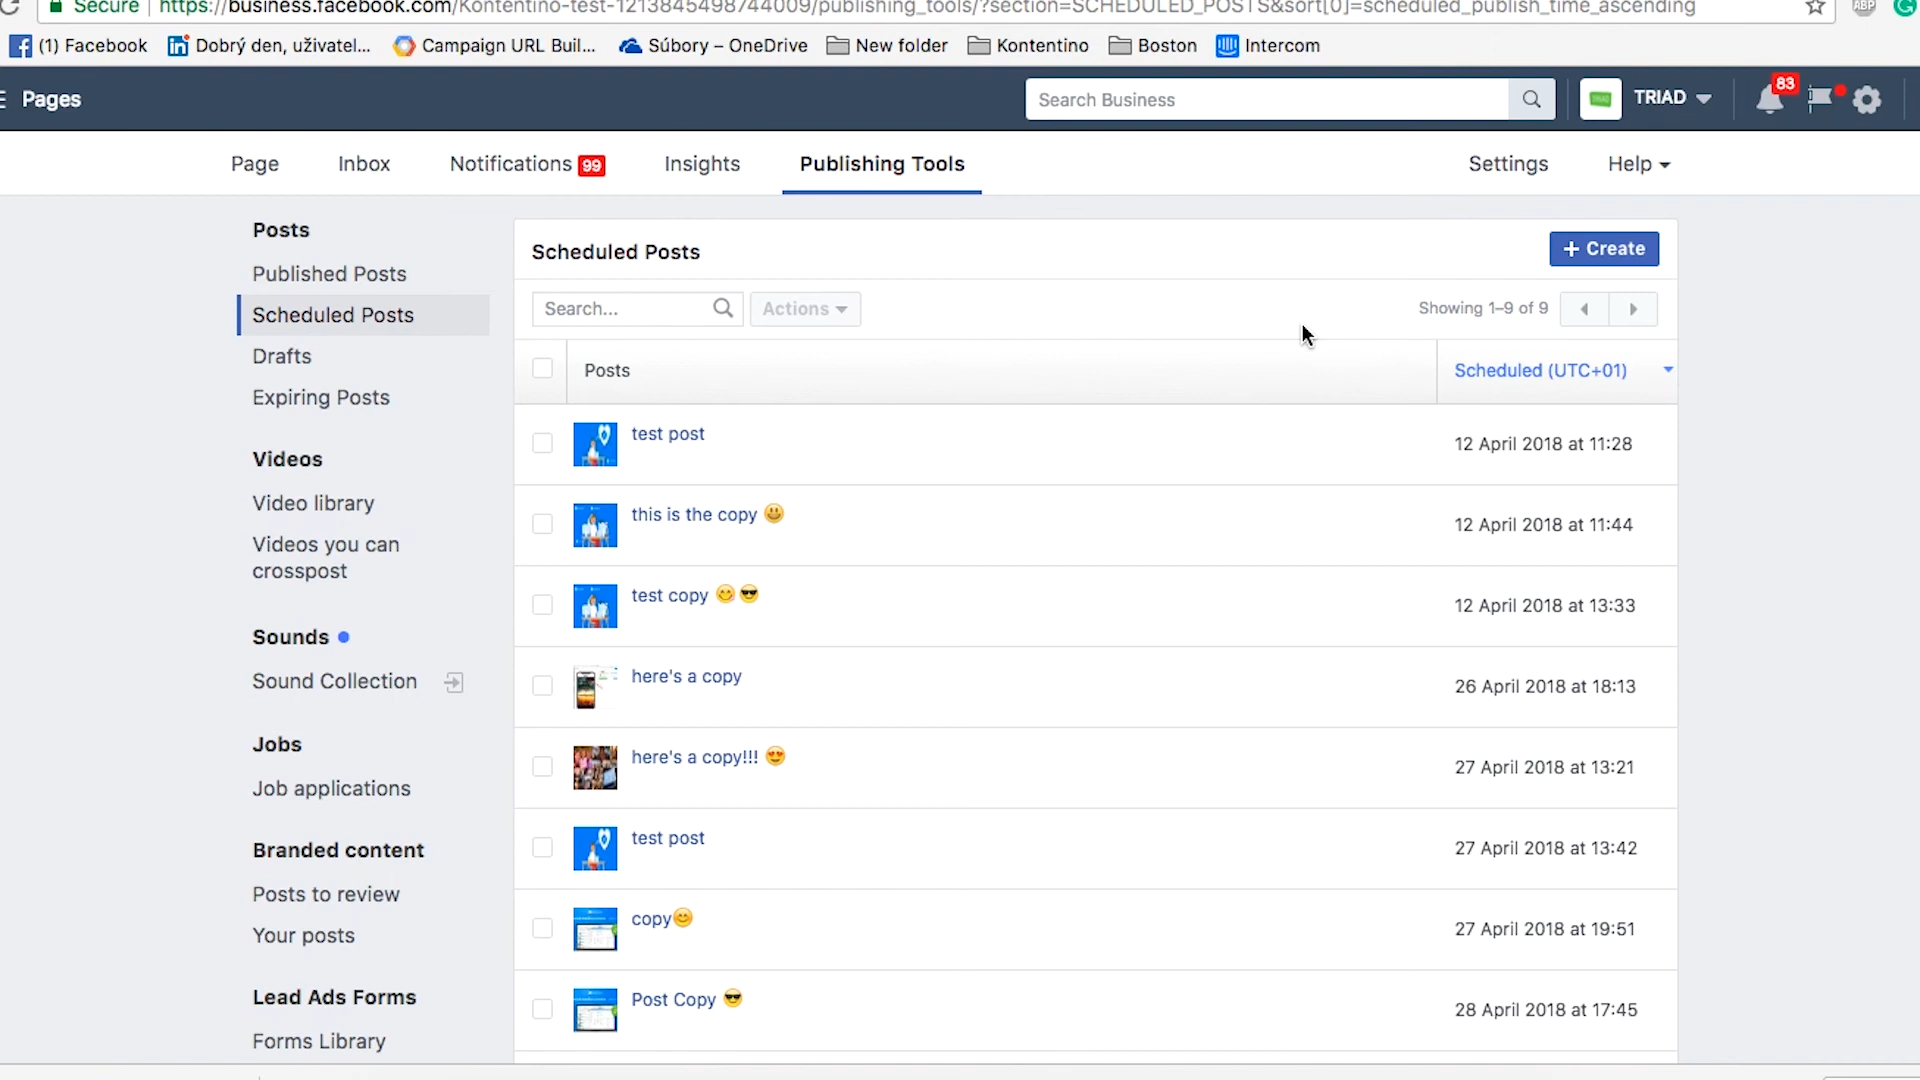 Secure https://business.facebook.com/Kontentino-test-1213845498744009/publishing_tools/?section=SCHEDULED_POSTS&sort[0]=scheduled_publish_time_ascending ABP
(1) Facebook Dobrý den, uživatel... Campaign URL Buil... Súbory – OneDrive New folder Kontentino Boston Intercom
Pages Search Business TRIAD 83
Page Inbox Notifications 99 Insights Publishing Tools Settings Help
Posts
Published Posts
Scheduled Posts
Drafts
Expiring Posts
Videos
Video library
Videos you can
crosspost
Sounds
Sound Collection
Jobs
Job applications
Branded content
Posts to review
Your posts
Lead Ads Forms
Forms Library
Scheduled Posts + Create
Search... Actions Showing 1–9 of 9
Posts Scheduled (UTC+01)
test post 12 April 2018 at 11:28
this is the copy 😃 12 April 2018 at 11:44
test copy 😋😎 12 April 2018 at 13:33
here's a copy 26 April 2018 at 18:13
here's a copy!!! 😍 27 April 2018 at 13:21
test post 27 April 2018 at 13:42
copy😊 27 April 2018 at 19:51
Post Copy 😎 28 April 2018 at 17:45